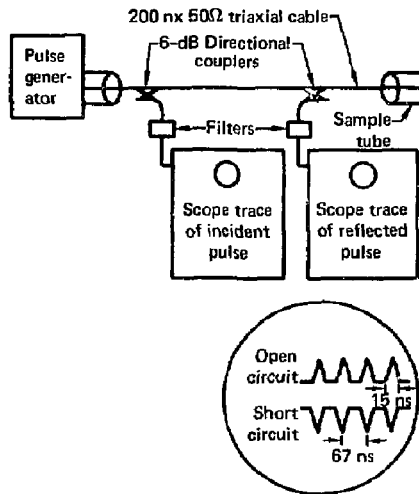 200 nx 50Ω triaxial cable
6-dB Directional
couplers
Pulse
gener-
ator
Filters
Sample
tube
Scope trace
of incident
pulse
Scope trace
of reflected
pulse
Open
circuit
15 ns
Short
circuit
67 ns